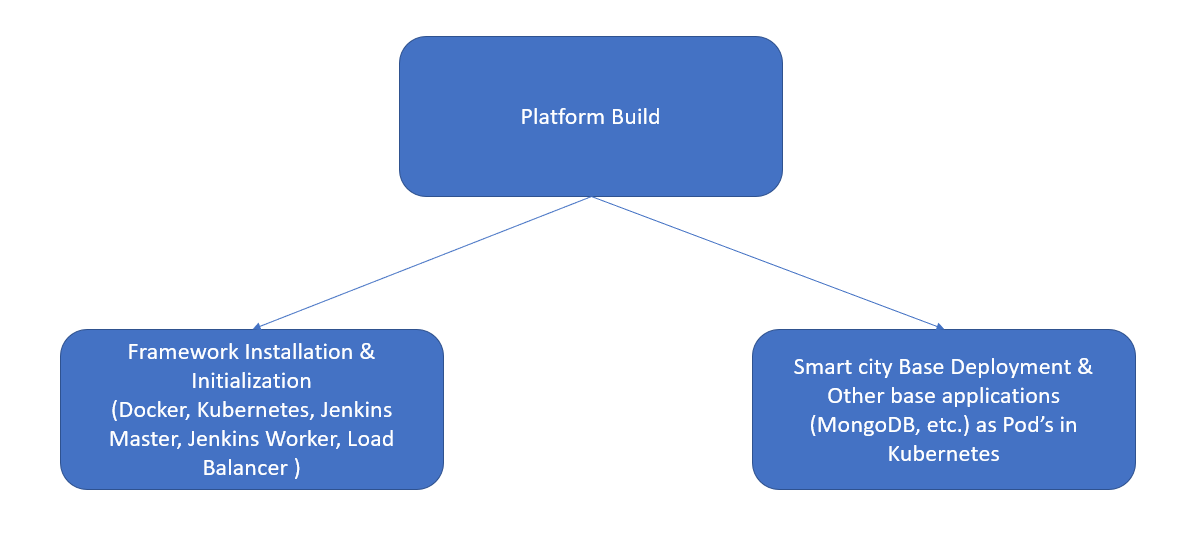 Platform Build
Framework Installation &
Initialization
(Docker, Kubernetes, Jenkins
Master, Jenkins Worker, Load
Balancer )
Smart city Base Deployment &
Other base applications
(MongoDB, etc.) as Pod’s in
Kubernetes